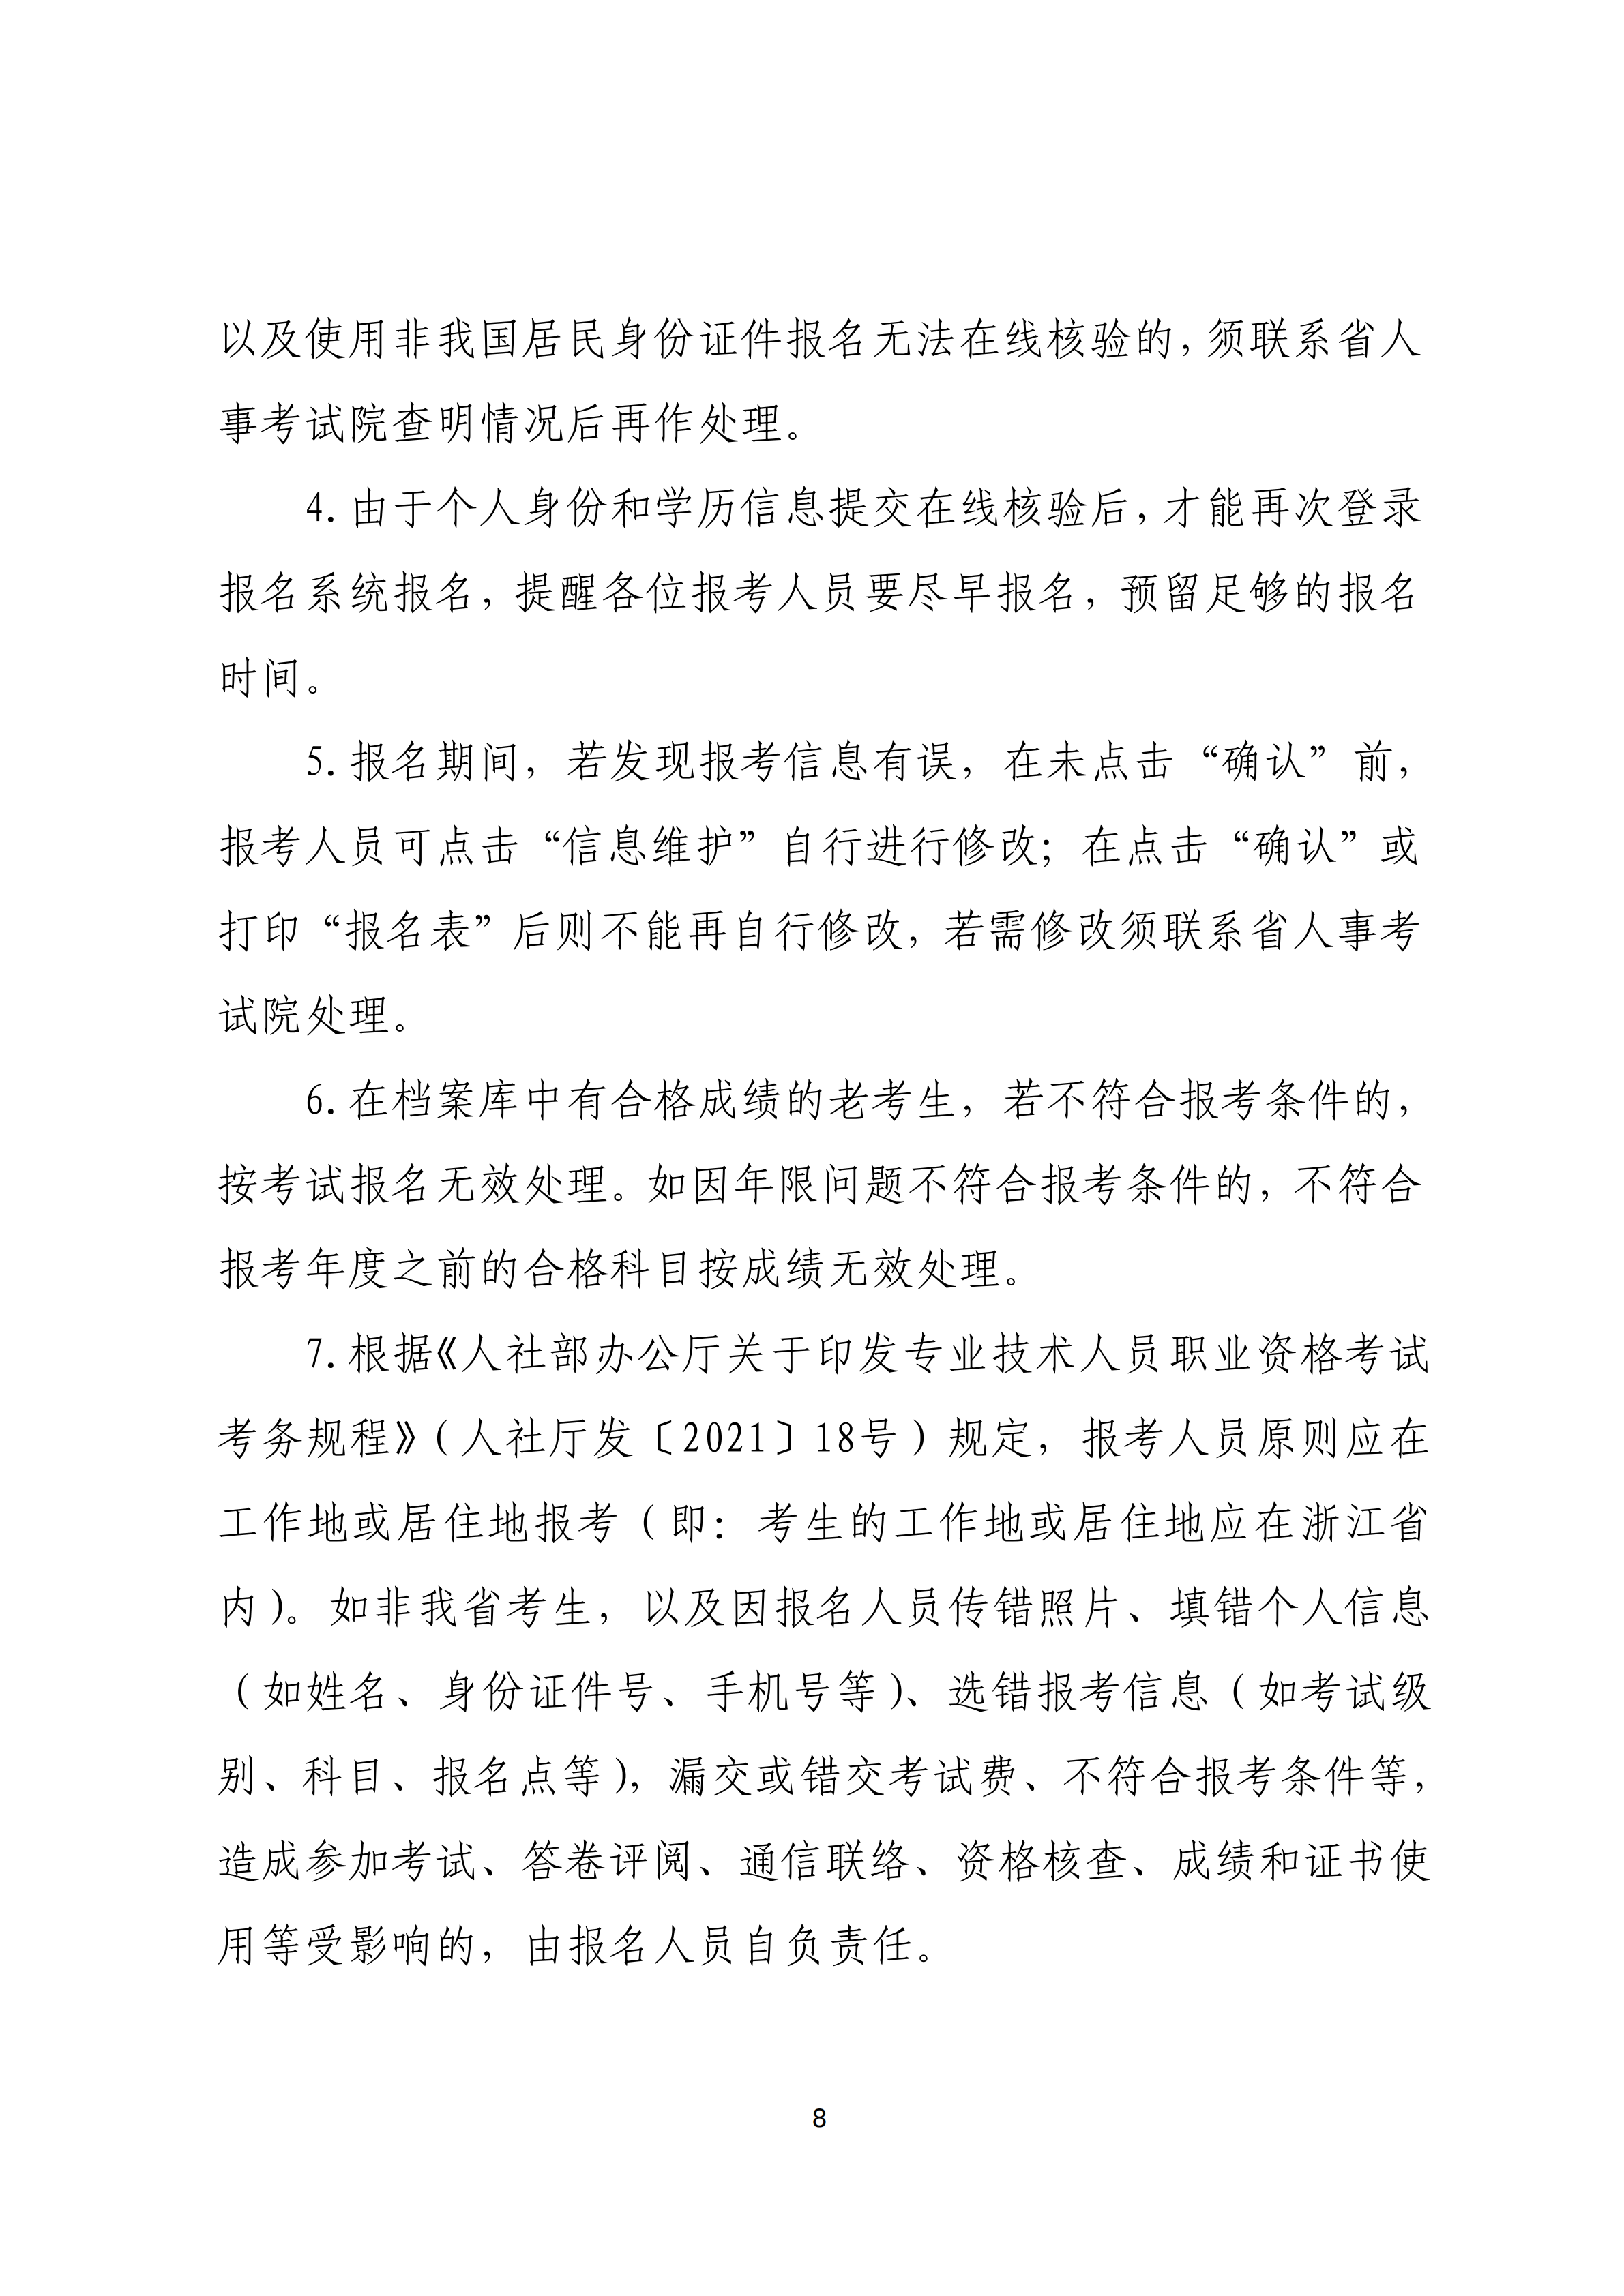 以及使用非我国居民身份证件报名无法在线核验的，须联系省人
事考试院查明情况后再作处理。
4. 由于个人身份和学历信息提交在线核验后，才能再次登录
报名系统报名，提醒各位报考人员要尽早报名，预留足够的报名
时间。
5. 报名期间，若发现报考信息有误，在未点击“确认”前，
报考人员可点击“信息维护”自行进行修改；在点击“确认”或
打印“报名表”后则不能再自行修改，若需修改须联系省人事考
试院处理。
6. 在档案库中有合格成绩的老考生，若不符合报考条件的，
按考试报名无效处理。如因年限问题不符合报考条件的，不符合
报考年度之前的合格科目按成绩无效处理。
7. 根据《人社部办公厅关于印发专业技术人员职业资格考试
考务规程》（人社厅发〔2021〕18号）规定，报考人员原则应在
工作地或居住地报考（即：考生的工作地或居住地应在浙江省
内）。如非我省考生，以及因报名人员传错照片、填错个人信息
（如姓名、身份证件号、手机号等）、选错报考信息（如考试级
别、科目、报名点等），漏交或错交考试费、不符合报考条件等，
造成参加考试、答卷评阅、通信联络、资格核查、成绩和证书使
用等受影响的，由报名人员自负责任。
8